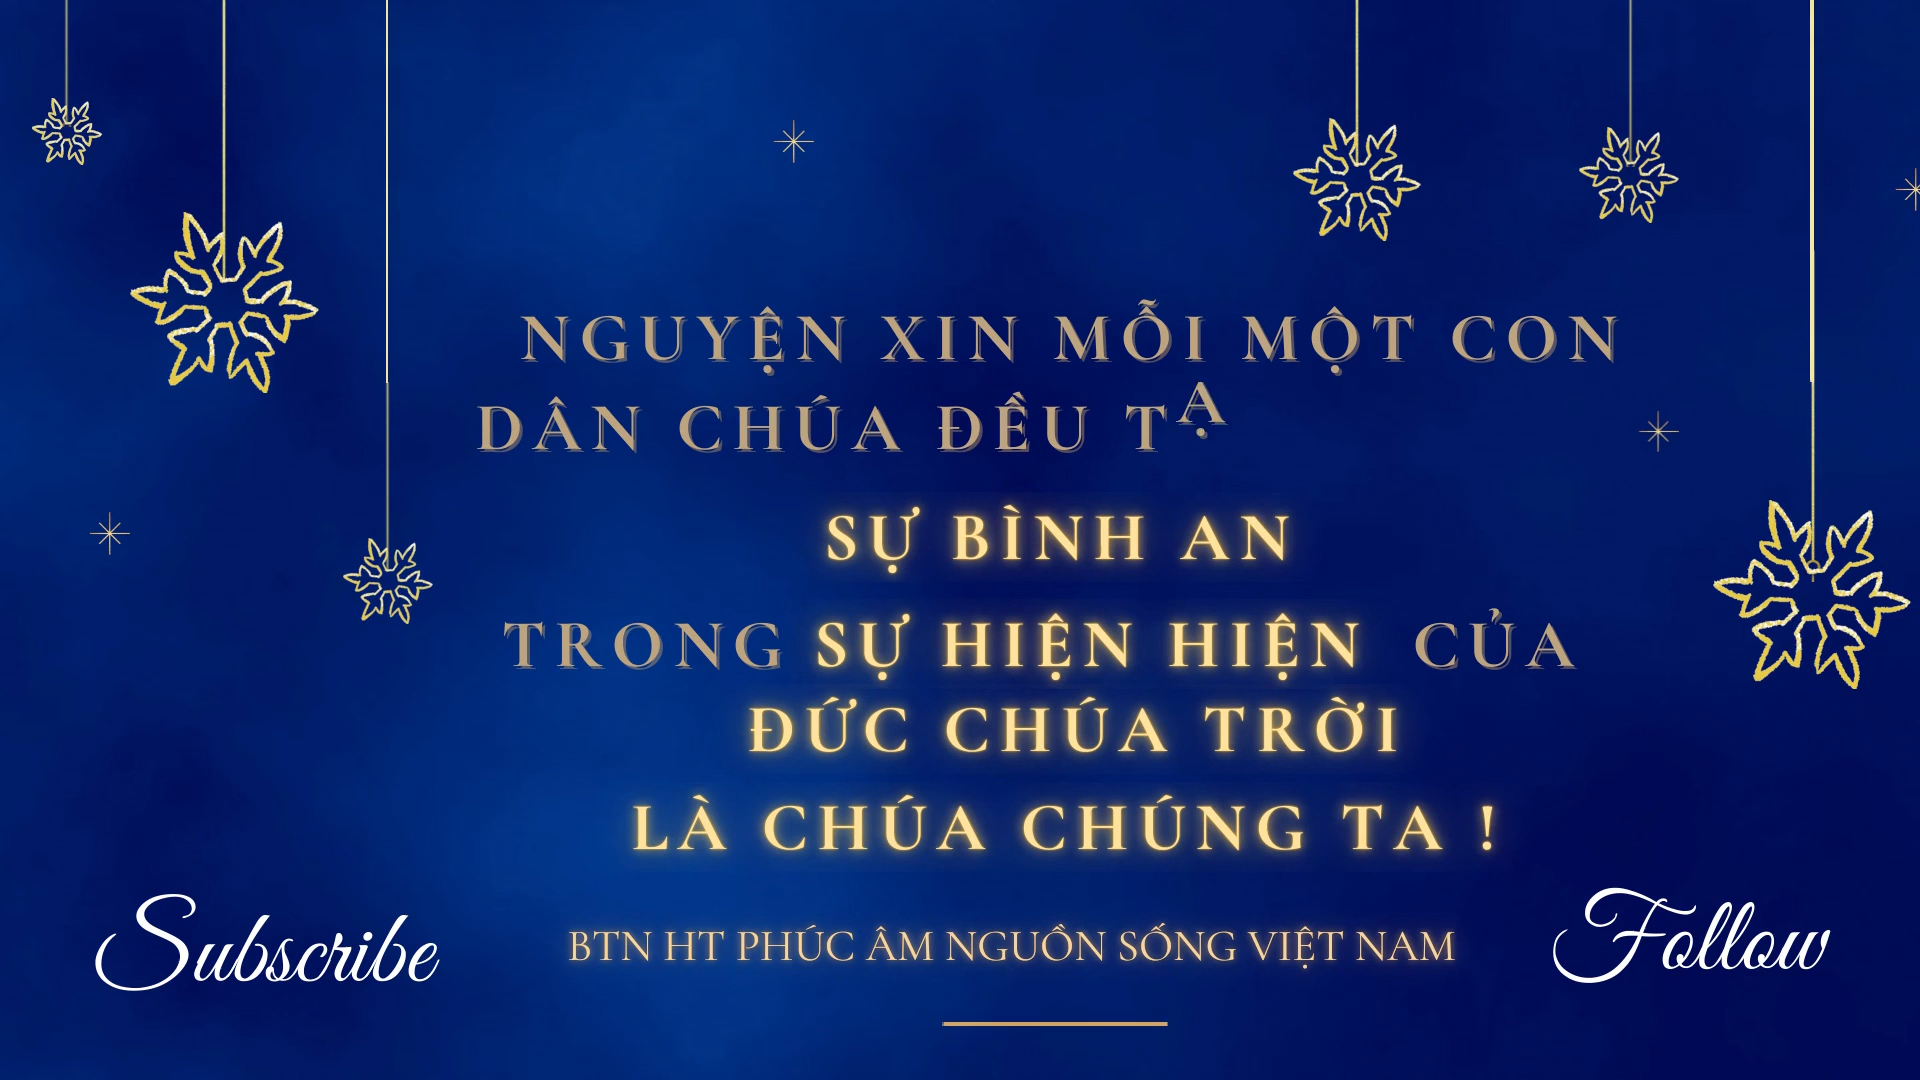 NGUYỆN XIN MỖI MỘT CON
DÂN CHÚA ĐỀU TẠ
SỰ BÌNH AN
TRONG SỰ HIỆN HIỆN CỦA
ĐỨC CHÚA TRỜI
LÀ CHÚA CHÚNG TA !
Subscribe
BTN HT PHÚC ÂM NGUỒN SỐNG VIỆT NAM
Follow